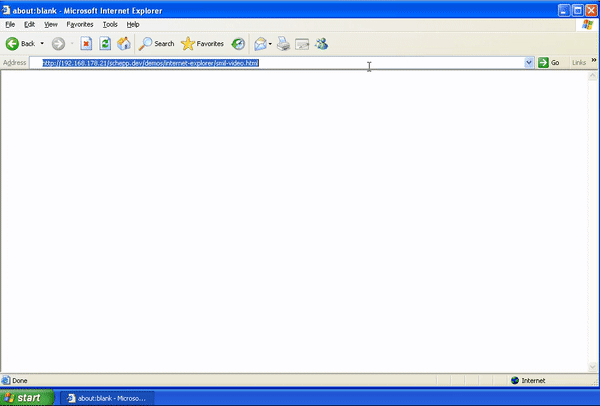 about:blank - Microsoft Internet Explorer
File Edit View Favorites Tools Help
Back Search Favorites
Address http://192.168.178.21/schepp.dev/demos/internet-explorer/smil-video.html Go Links »
Done Internet
start about:blank - Microso...